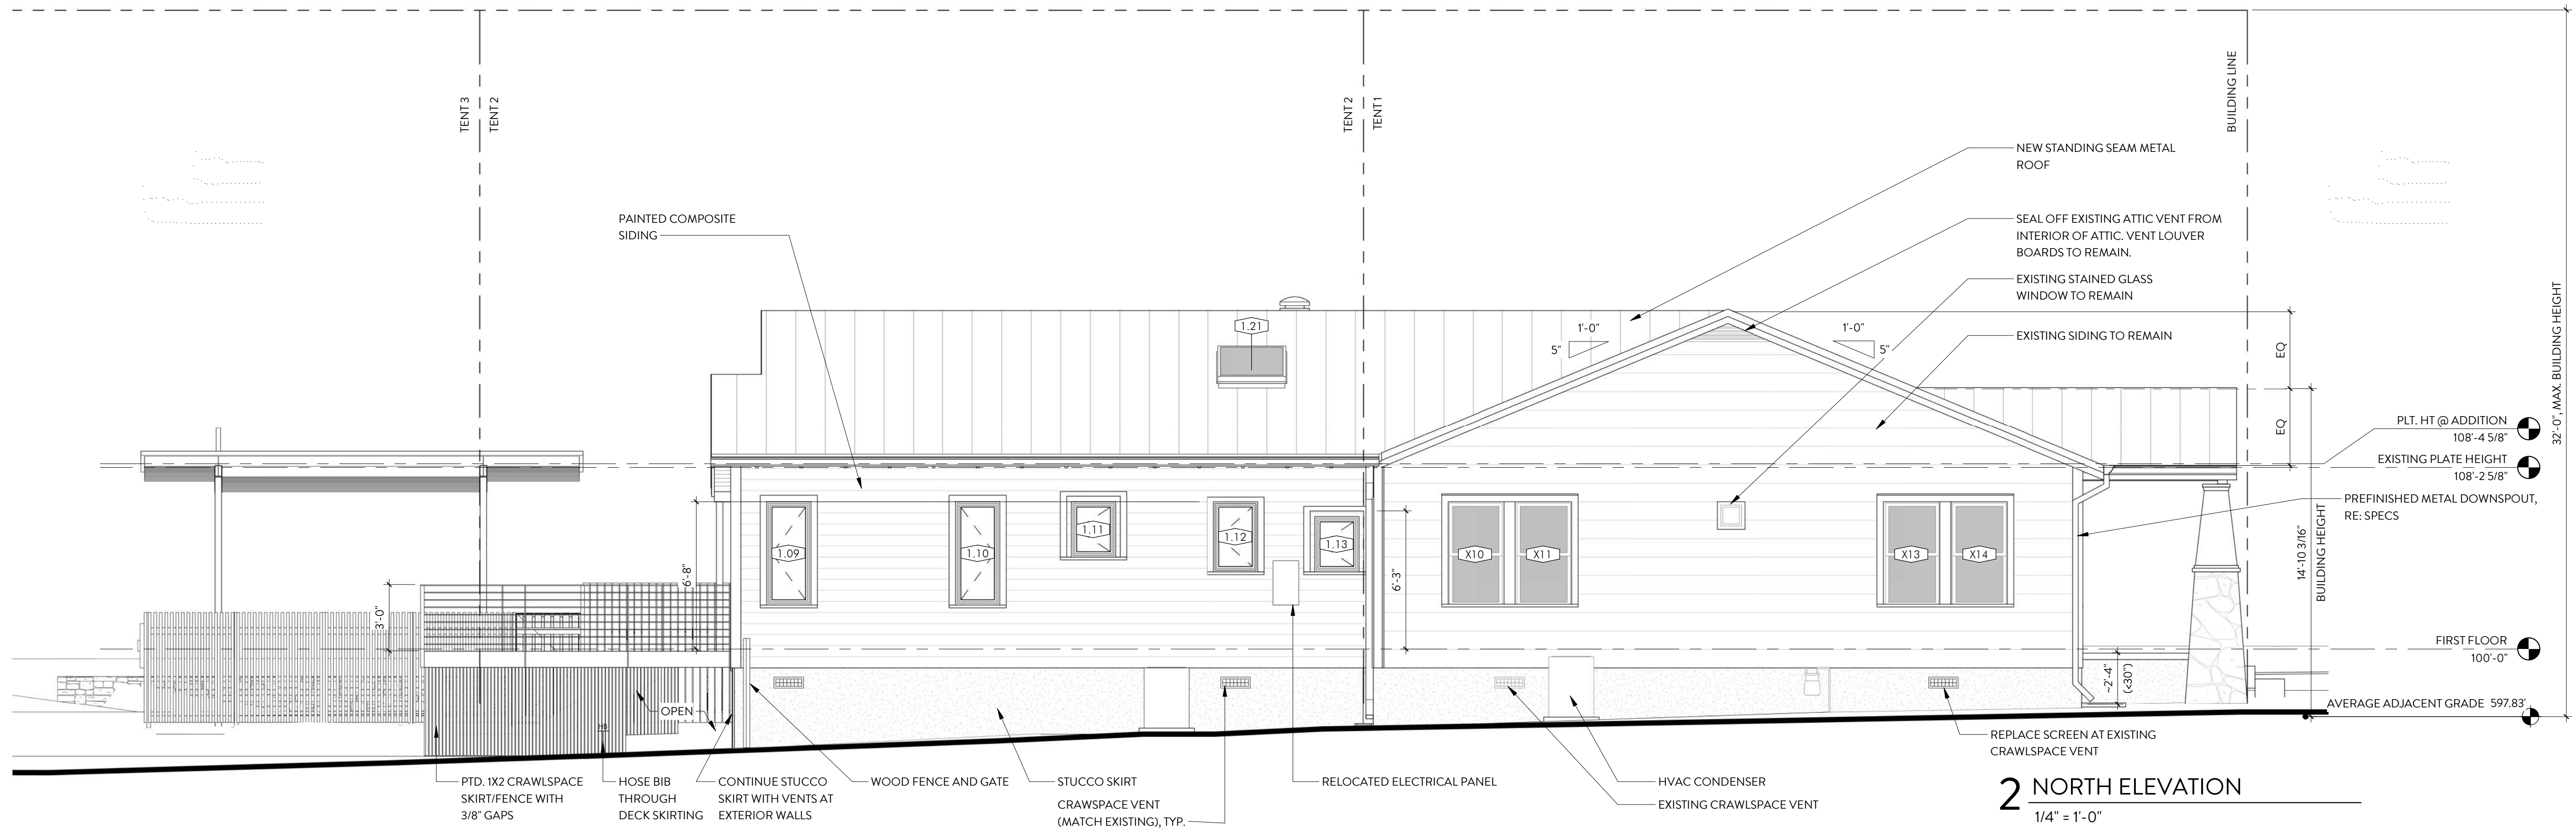 TENT 3
TENT 2
TENT 2
TENT 1
BUILDING LINE
NEW STANDING SEAM METAL
ROOF
PAINTED COMPOSITE
SIDING
SEAL OFF EXISTING ATTIC VENT FROM
INTERIOR OF ATTIC. VENT LOUVER
BOARDS TO REMAIN.
EXISTING STAINED GLASS
WINDOW TO REMAIN
EXISTING SIDING TO REMAIN
1.21
1'-0"
5"
1'-0"
5"
EQ
EQ
32'-0", MAX. BUILDING HEIGHT
PLT. HT @ ADDITION
108'-4 5/8"
EXISTING PLATE HEIGHT
108'-2 5/8"
PREFINISHED METAL DOWNSPOUT,
RE: SPECS
14'-10 3/16"
BUILDING HEIGHT
1.09
1.10
1.11
1.12
1.13
X10
X11
X13
X14
6'-8"
6'-3"
3'-0"
FIRST FLOOR
100'-0"
~2'-4"
(<30")
AVERAGE ADJACENT GRADE 597.83'
OPEN
HB
REPLACE SCREEN AT EXISTING
CRAWLSPACE VENT
PTD. 1X2 CRAWLSPACE
SKIRT/FENCE WITH
3/8" GAPS
HOSE BIB
THROUGH
DECK SKIRTING
CONTINUE STUCCO
SKIRT WITH VENTS AT
EXTERIOR WALLS
WOOD FENCE AND GATE
STUCCO SKIRT
CRAWSPACE VENT
(MATCH EXISTING), TYP.
RELOCATED ELECTRICAL PANEL
HVAC CONDENSER
EXISTING CRAWLSPACE VENT
2 NORTH ELEVATION
1/4" = 1'-0"